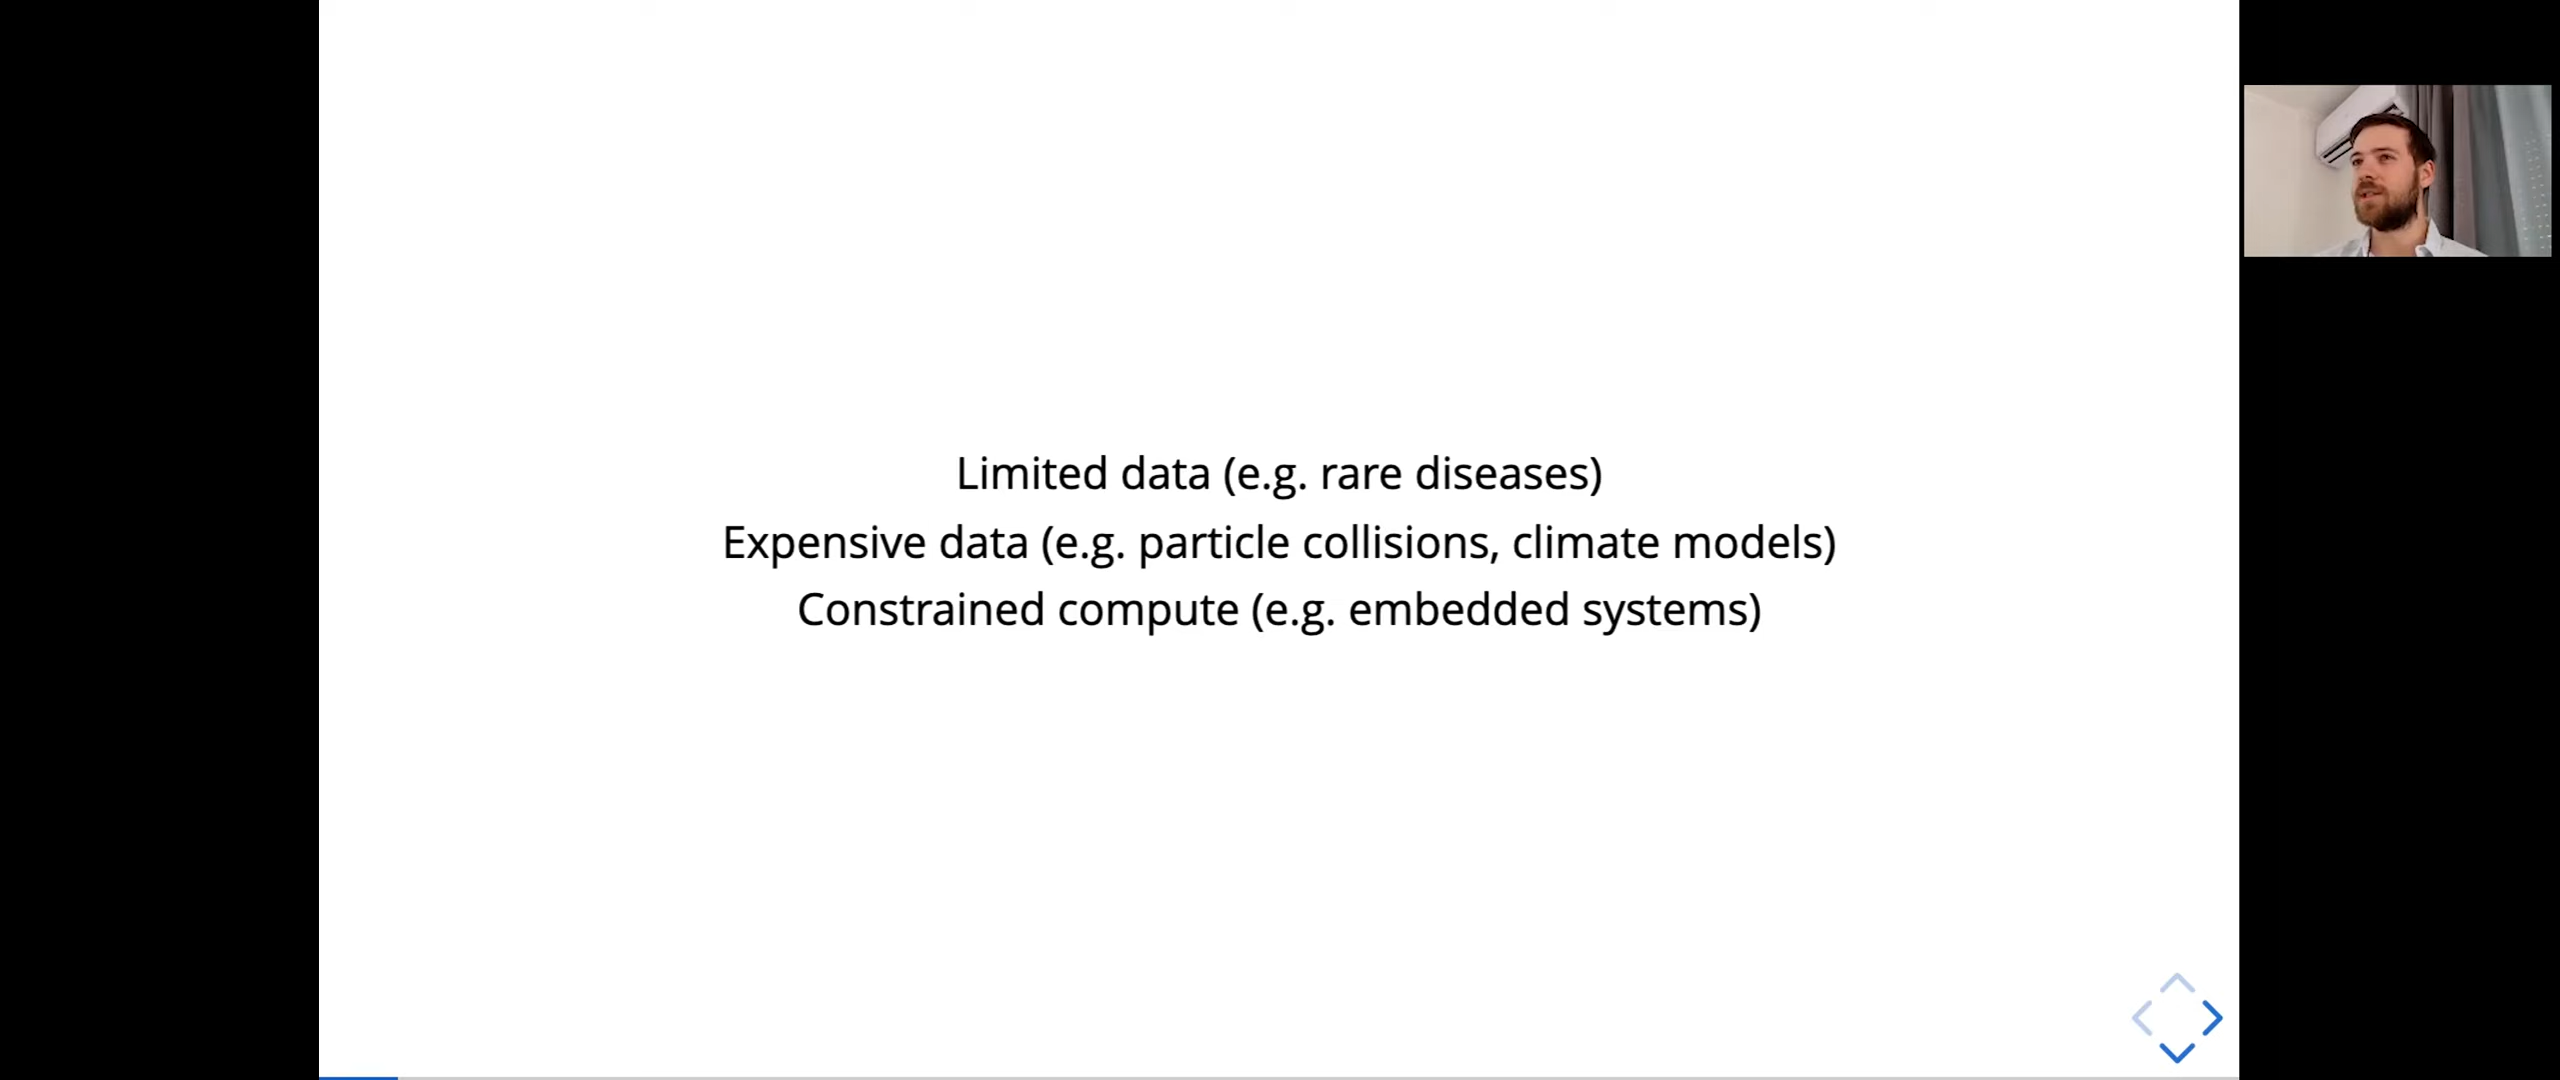 Limited data (e.g. rare diseases)
Expensive data (e.g. particle collisions, climate models)
Constrained compute (e.g. embedded systems)